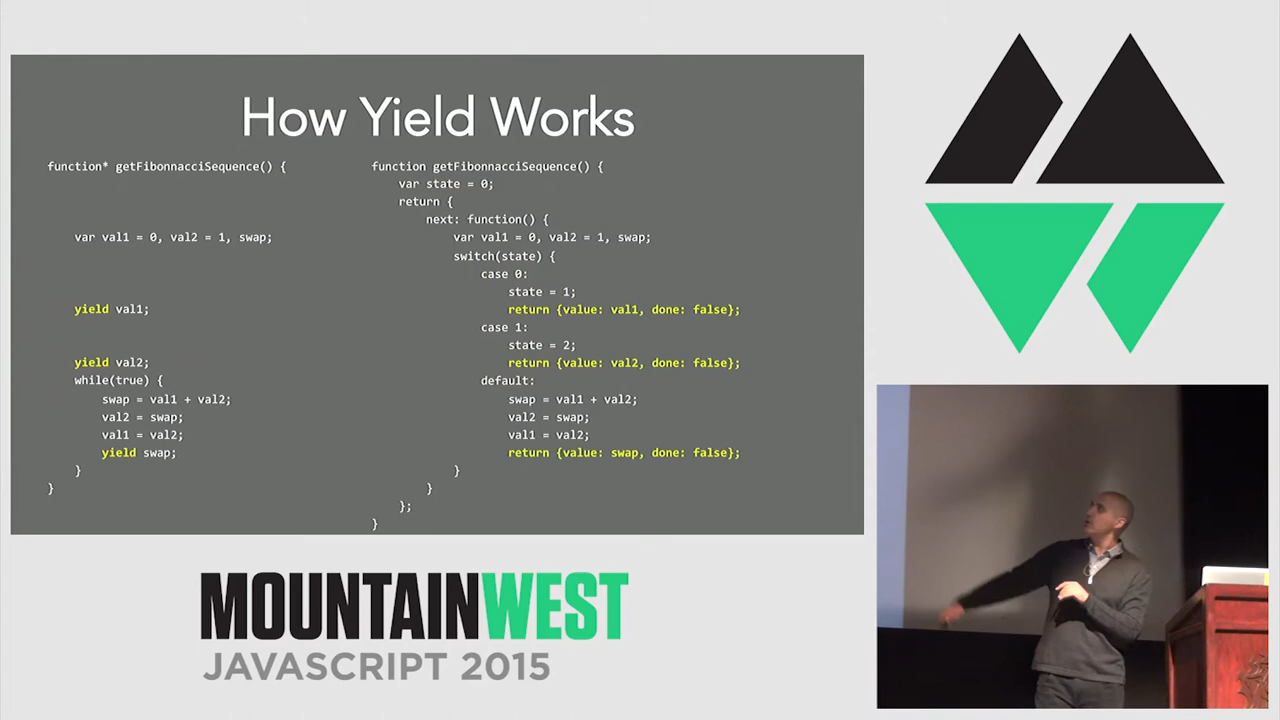 How Yield Works
function* getFibonnacciSequence() {
var val1 = 0, val2 = 1, swap;
yield val1;
yield val2;
while(true) {
swap = val1 + val2;
val2 = swap;
val1 = val2;
yield swap;
}
}
function getFibonnacciSequence() {
var state = 0;
return {
next: function() {
var val1 = 0, val2 = 1, swap;
switch(state) {
case 0:
state = 1;
return {value: val1, done: false};
case 1:
state = 2;
return {value: val2, done: false};
default:
swap = val1 + val2;
val2 = swap;
val1 = val2;
return {value: swap, done: false};
}
}
};
}
MOUNTAINWEST
JAVASCRIPT 2015